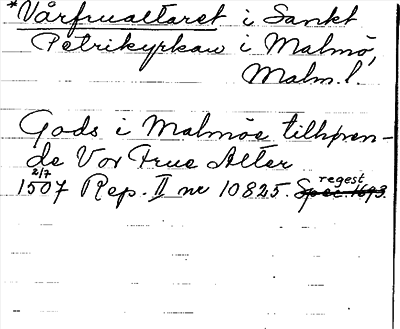 *Vårfrualtaret i Sankt
Petrikyrkan i Malmö,
Malm. l.
Gods i Malmöe tilhøren-
de Vor Frue Alter
2/7
1507 Rep. II nr 10825. Spec. 1693. regest